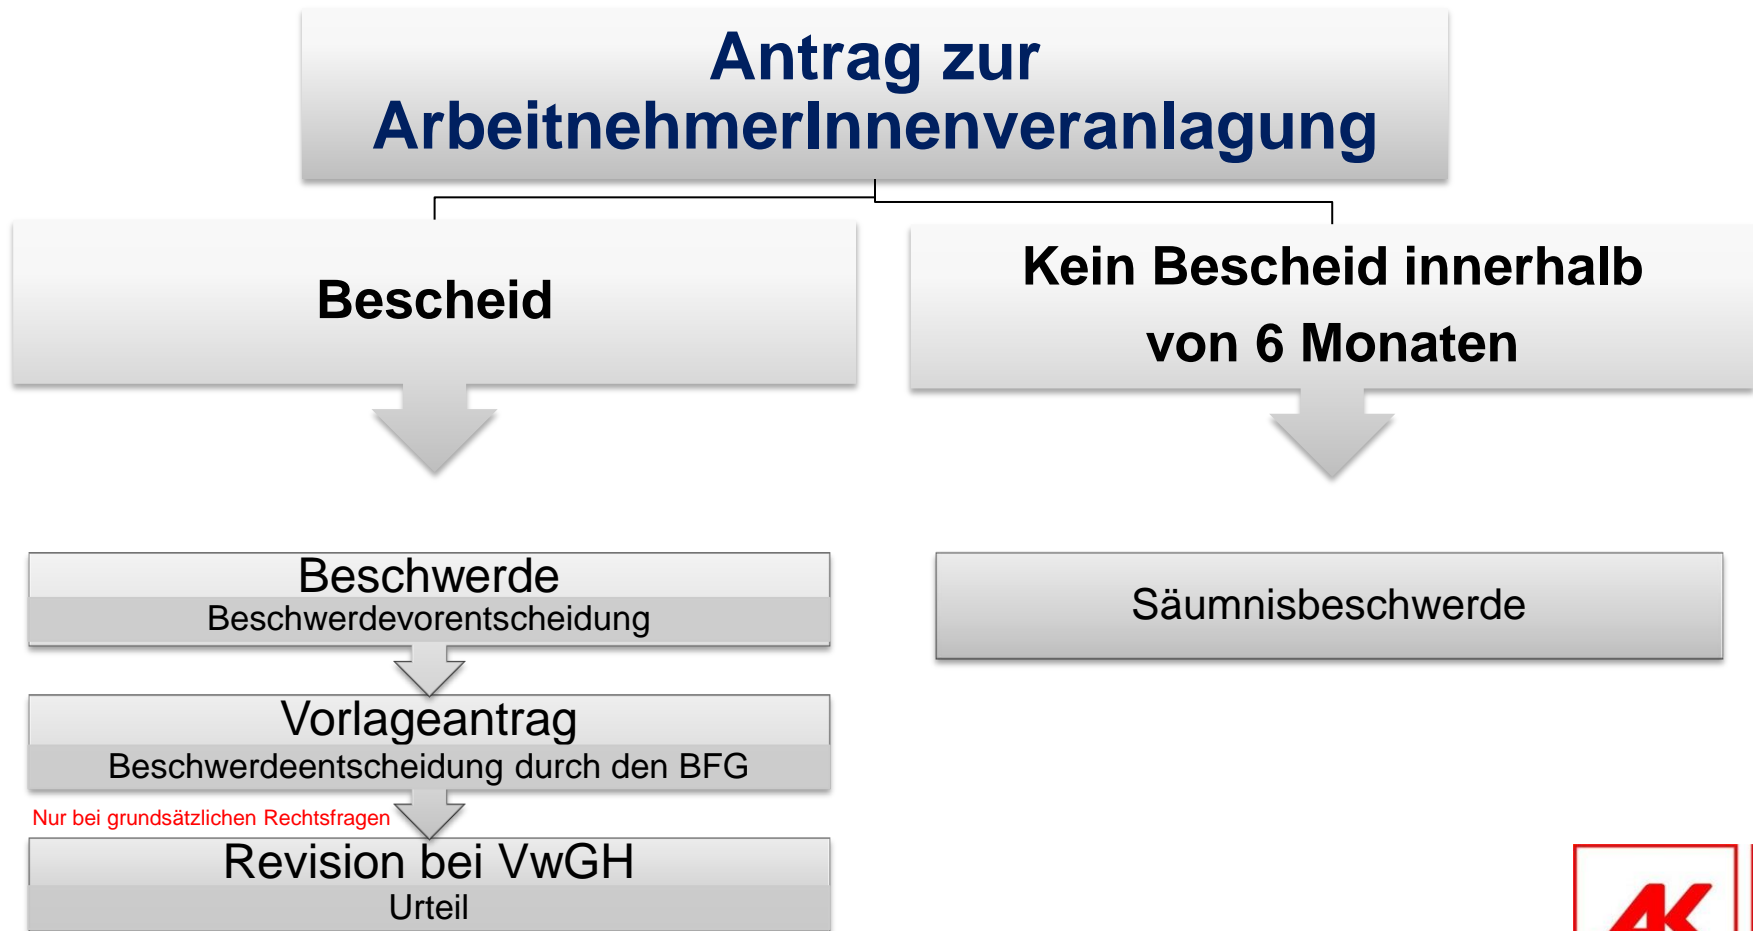 Antrag zur
ArbeitnehmerInnenveranlagung
Bescheid
Kein Bescheid innerhalb
von 6 Monaten
Beschwerde
Beschwerdevorentscheidung
Säumnisbeschwerde
Vorlageantrag
Beschwerdeentscheidung durch den BFG
Nur bei grundsätzlichen Rechtsfragen
Revision bei VwGH
Urteil
AK